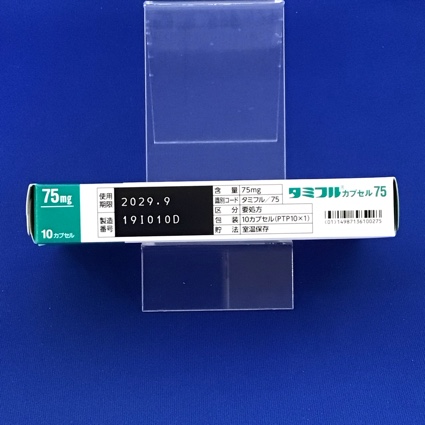 75mg
10カプセル
使用期限 2029.9
製造番号 19I010D
含 量 75mg
識別コード タミフル/75
区 分 要処方
包 装 10カプセル(PTP10×1)
貯 法 室温保存
タミフル® カプセル 75
(01)14987136100275